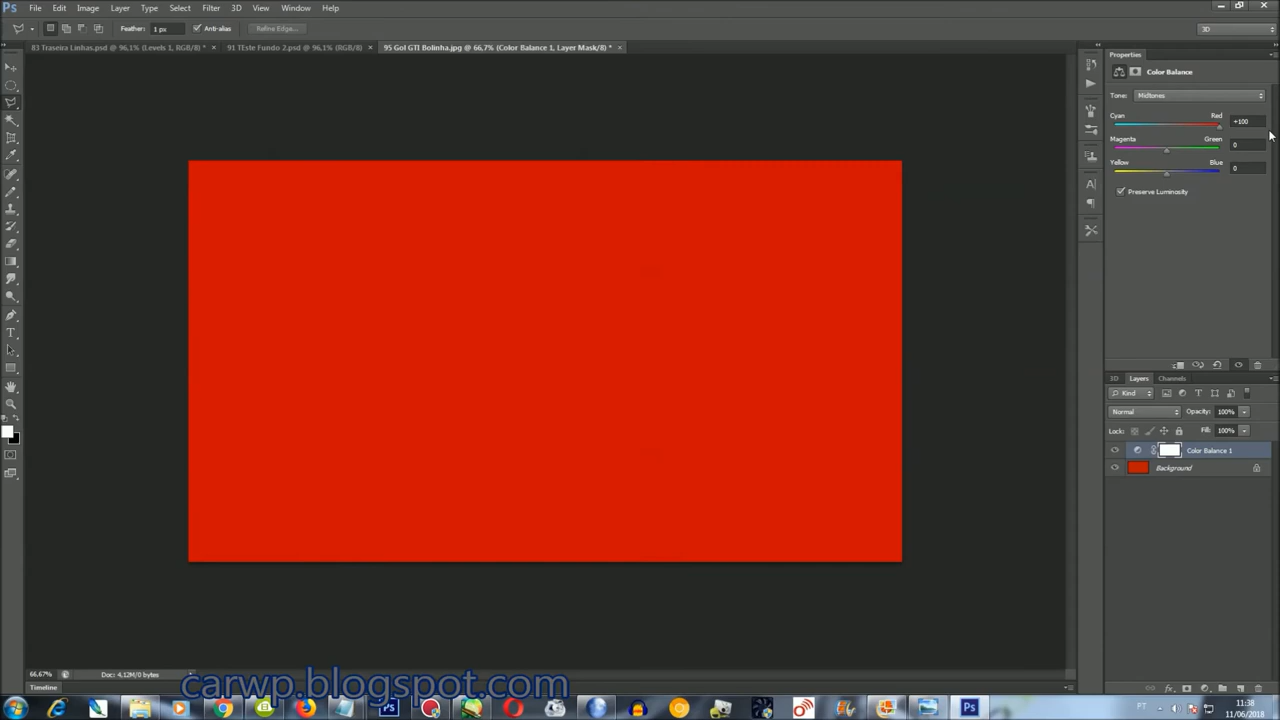 Ps File Edit Image Layer Type Select Filter 3D View Window Help
Feather: 1 px Anti-alias Refine Edge... 3D
83 Traseira Linhas.psd @ 96,1% (Levels 1, RGB/8) * × 91 TEste Fundo 2.psd @ 96,1% (RGB/8) × 95 Gol GTI Bolinha.jpg @ 66,7% (Color Balance 1, Layer Mask/8) * ×
Properties
Color Balance
Tone: Midtones
Cyan Red +100
Magenta Green 0
Yellow Blue 0
Preserve Luminosity
3D Layers Channels
Kind
Normal Opacity: 100%
Lock: Fill: 100%
Color Balance 1
Background
66,67% Doc: 4,12M/0 bytes
Timeline
carwp.blogspot.com
PT 11:38
11/06/2018